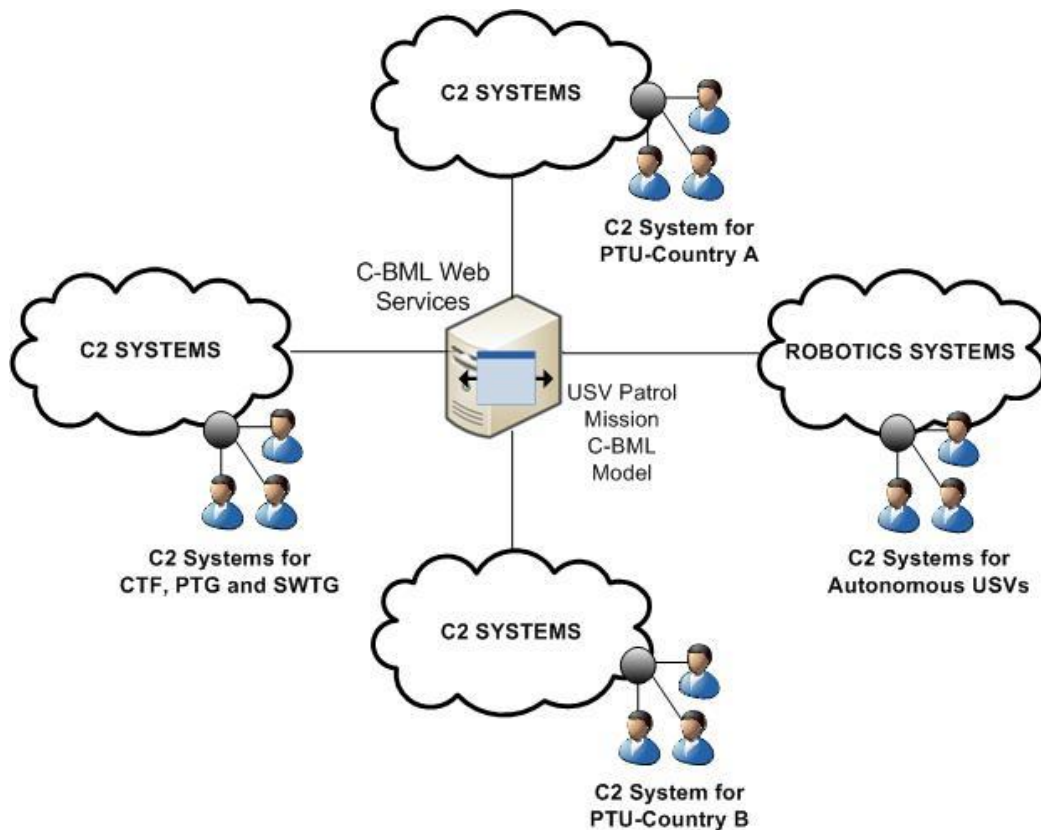 C2 SYSTEMS
C2 System for
PTU-Country A
C-BML Web
Services
C2 SYSTEMS
ROBOTICS SYSTEMS
USV Patrol
Mission
C-BML
Model
C2 Systems for
CTF, PTG and SWTG
C2 Systems for
Autonomous USVs
C2 SYSTEMS
C2 System for
PTU-Country B